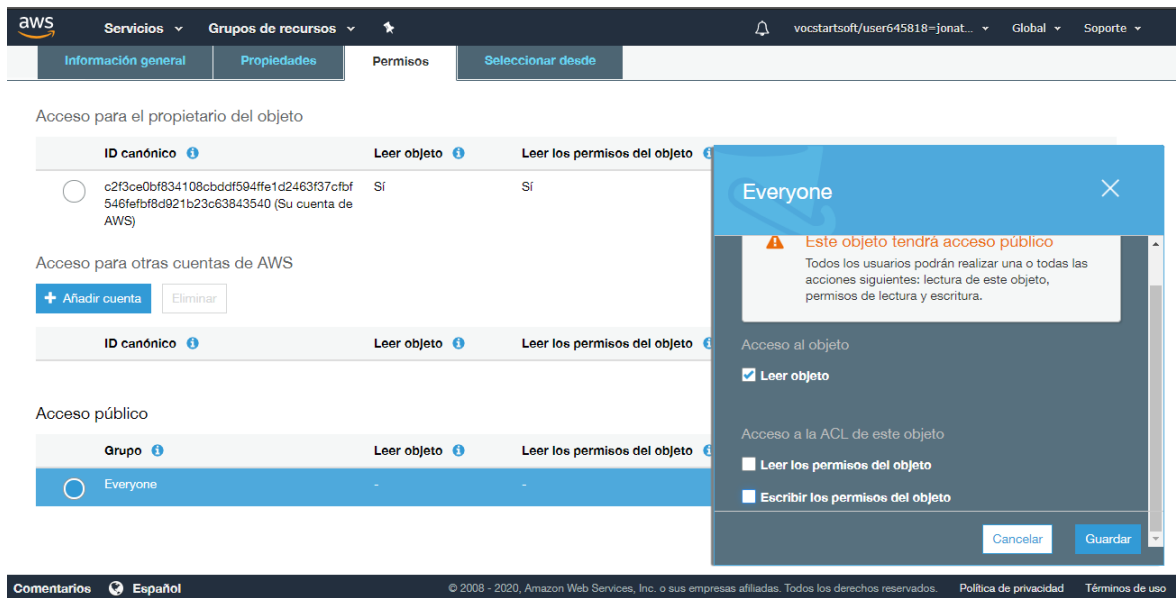 aws Servicios Grupos de recursos vocstartsoft/user645818=jonat... Global Soporte
Información general Propiedades Permisos Seleccionar desde
Acceso para el propietario del objeto
ID canónico Leer objeto Leer los permisos del objeto
c2f3ce0bf834108cbddf594ffe1d2463f37cfbf Sí Sí
546fefbf8d921b23c63843540 (Su cuenta de
AWS)
Acceso para otras cuentas de AWS
Añadir cuenta Eliminar
ID canónico Leer objeto Leer los permisos del objeto
Acceso público
Grupo Leer objeto Leer los permisos del objeto
Everyone - -
Everyone
Este objeto tendrá acceso público
Todos los usuarios podrán realizar una o todas las
acciones siguientes: lectura de este objeto,
permisos de lectura y escritura.
Acceso al objeto
Leer objeto
Acceso a la ACL de este objeto
Leer los permisos del objeto
Escribir los permisos del objeto
Cancelar Guardar
Comentarios Español © 2008 - 2020, Amazon Web Services, Inc. o sus empresas afiliadas. Todos los derechos reservados. Política de privacidad Términos de uso